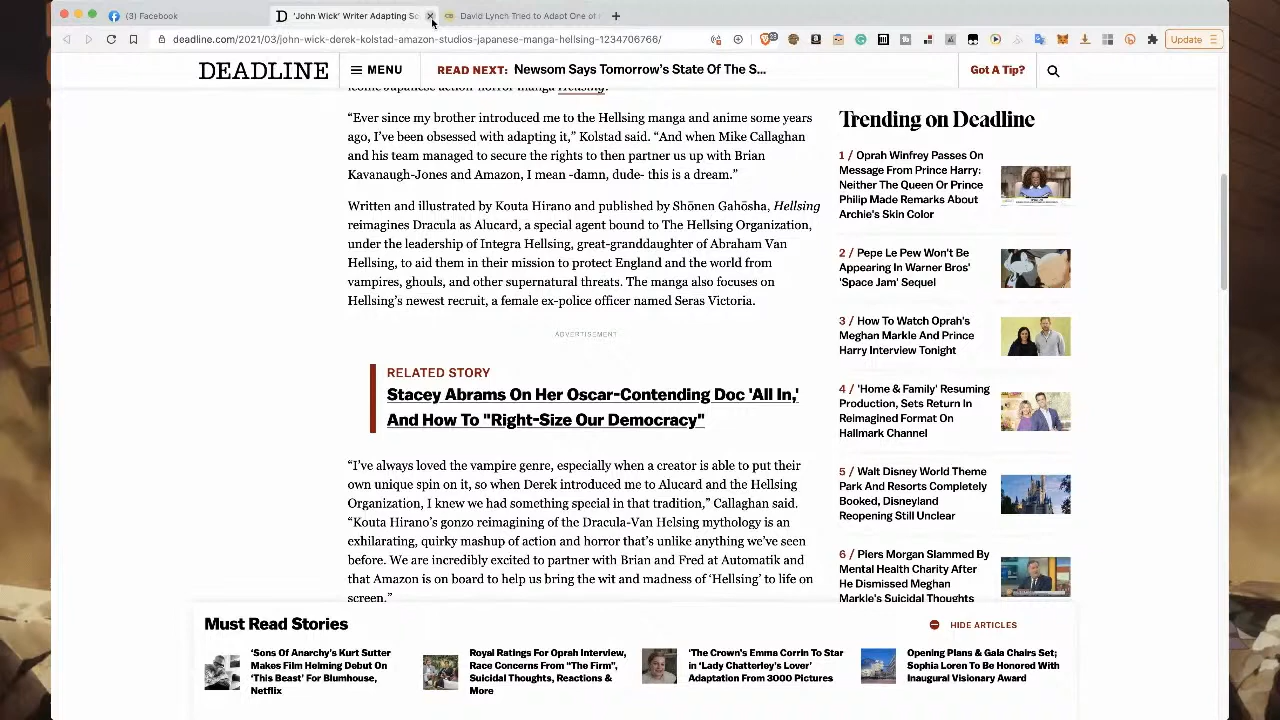 (3) Facebook
'John Wick' Writer Adapting Sc
David Lynch Tried to Adapt One of
deadline.com/2021/03/john-wick-derek-kolstad-amazon-studios-japanese-manga-hellsing-1234706766/
23
Update
DEADLINE
MENU
READ NEXT: Newsom Says Tomorrow's State Of The S...
Got A Tip?
iconic Japanese action-horror manga Hellsing.
“Ever since my brother introduced me to the Hellsing manga and anime some years
ago, I've been obsessed with adapting it,” Kolstad said. “And when Mike Callaghan
and his team managed to secure the rights to then partner us up with Brian
Kavanaugh-Jones and Amazon, I mean -damn, dude- this is a dream.”
Written and illustrated by Kouta Hirano and published by Shōnen Gahōsha, Hellsing
reimagines Dracula as Alucard, a special agent bound to The Hellsing Organization,
under the leadership of Integra Hellsing, great-granddaughter of Abraham Van
Hellsing, to aid them in their mission to protect England and the world from
vampires, ghouls, and other supernatural threats. The manga also focuses on
Hellsing's newest recruit, a female ex-police officer named Seras Victoria.
ADVERTISEMENT
RELATED STORY
Stacey Abrams On Her Oscar-Contending Doc 'All In,'
And How To "Right-Size Our Democracy"
“I've always loved the vampire genre, especially when a creator is able to put their
own unique spin on it, so when Derek introduced me to Alucard and the Hellsing
Organization, I knew we had something special in that tradition,” Callaghan said.
“Kouta Hirano's gonzo reimagining of the Dracula-Van Helsing mythology is an
exhilarating, quirky mashup of action and horror that's unlike anything we've seen
before. We are incredibly excited to partner with Brian and Fred at Automatik and
that Amazon is on board to help us bring the wit and madness of 'Hellsing' to life on
screen.”
Trending on Deadline
1 / Oprah Winfrey Passes On
Message From Prince Harry:
Neither The Queen Or Prince
Philip Made Remarks About
Archie's Skin Color
2 / Pepe Le Pew Won't Be
Appearing In Warner Bros'
'Space Jam' Sequel
3 / How To Watch Oprah's
Meghan Markle And Prince
Harry Interview Tonight
4 / 'Home & Family' Resuming
Production, Sets Return In
Reimagined Format On
Hallmark Channel
5 / Walt Disney World Theme
Park And Resorts Completely
Booked, Disneyland
Reopening Still Unclear
6 / Piers Morgan Slammed By
Mental Health Charity After
He Dismissed Meghan
Markle's Suicidal Thoughts
Must Read Stories
HIDE ARTICLES
'Sons Of Anarchy's Kurt Sutter
Makes Film Helming Debut On
'This Beast' For Blumhouse,
Netflix
Royal Ratings For Oprah Interview,
Race Concerns From “The Firm”,
Suicidal Thoughts, Reactions &
More
'The Crown's Emma Corrin To Star
in 'Lady Chatterley's Lover'
Adaptation From 3000 Pictures
Opening Plans & Gala Chairs Set;
Sophia Loren To Be Honored With
Inaugural Visionary Award